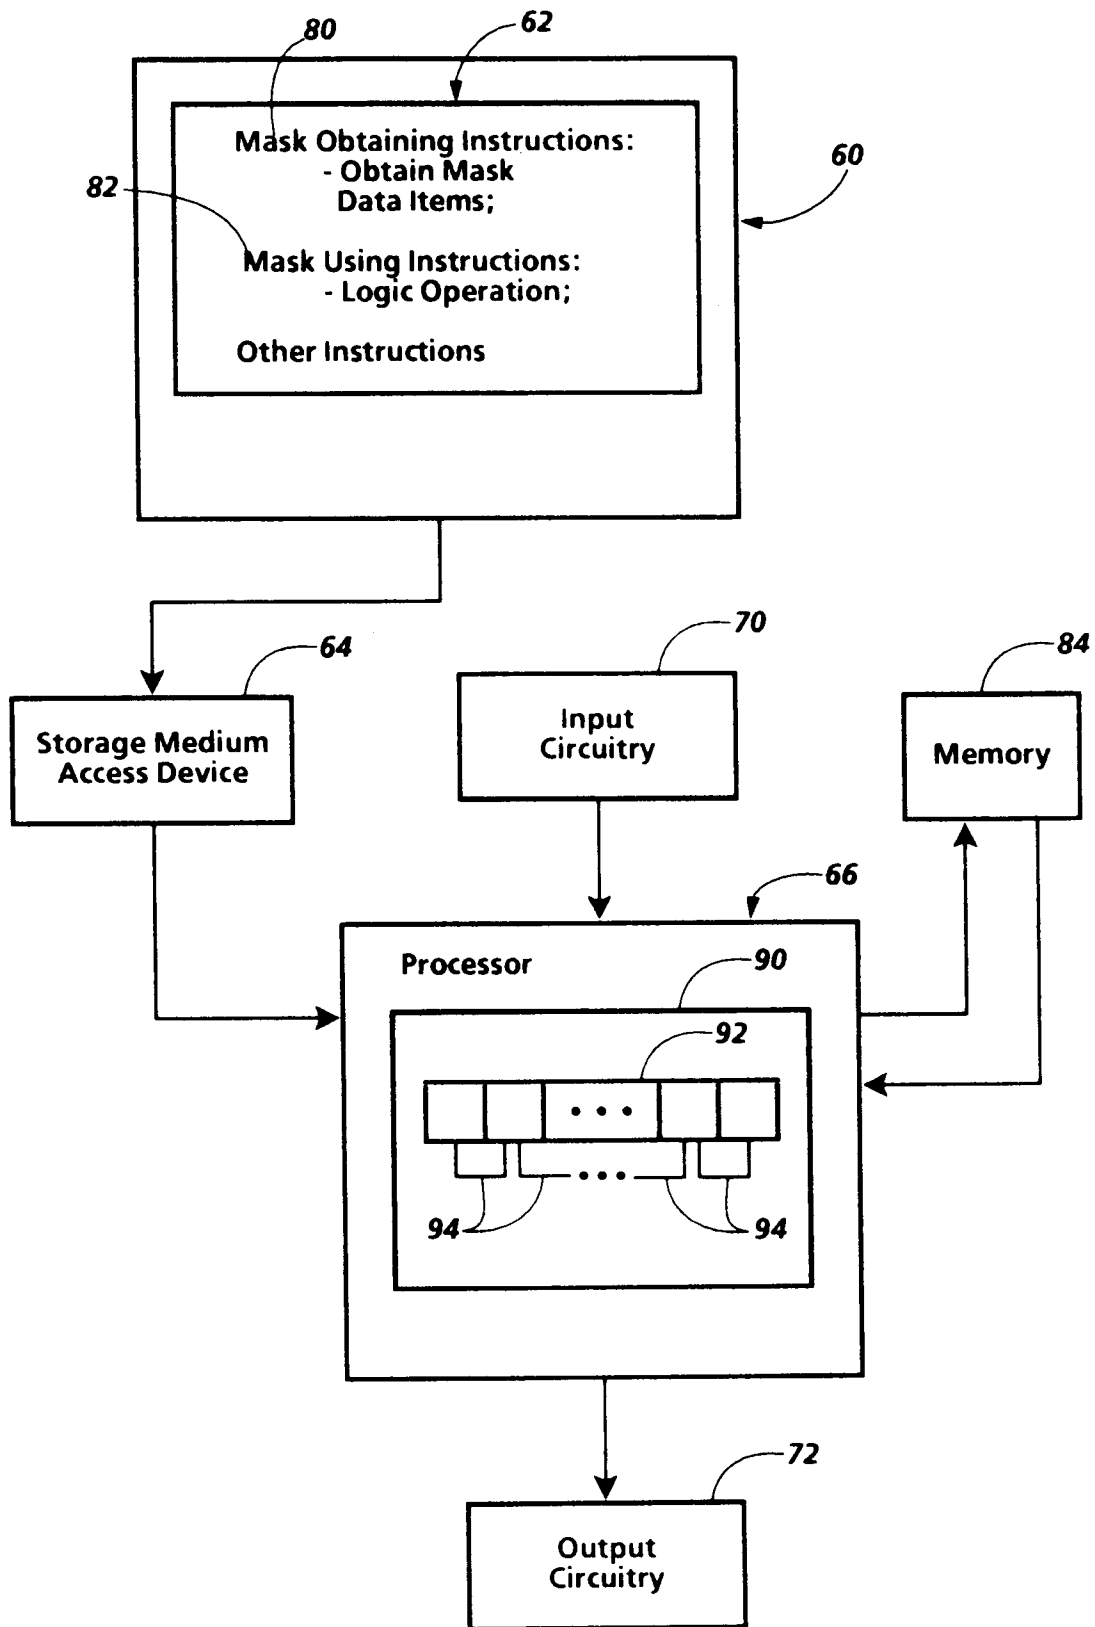 80
62
Mask Obtaining Instructions:
- Obtain Mask
Data Items;
82
60
Mask Using Instructions:
- Logic Operation;
Other Instructions
64
70
84
Storage Medium
Access Device
Input
Circuitry
Memory
66
Processor
90
92
94
94
72
Output
Circuitry